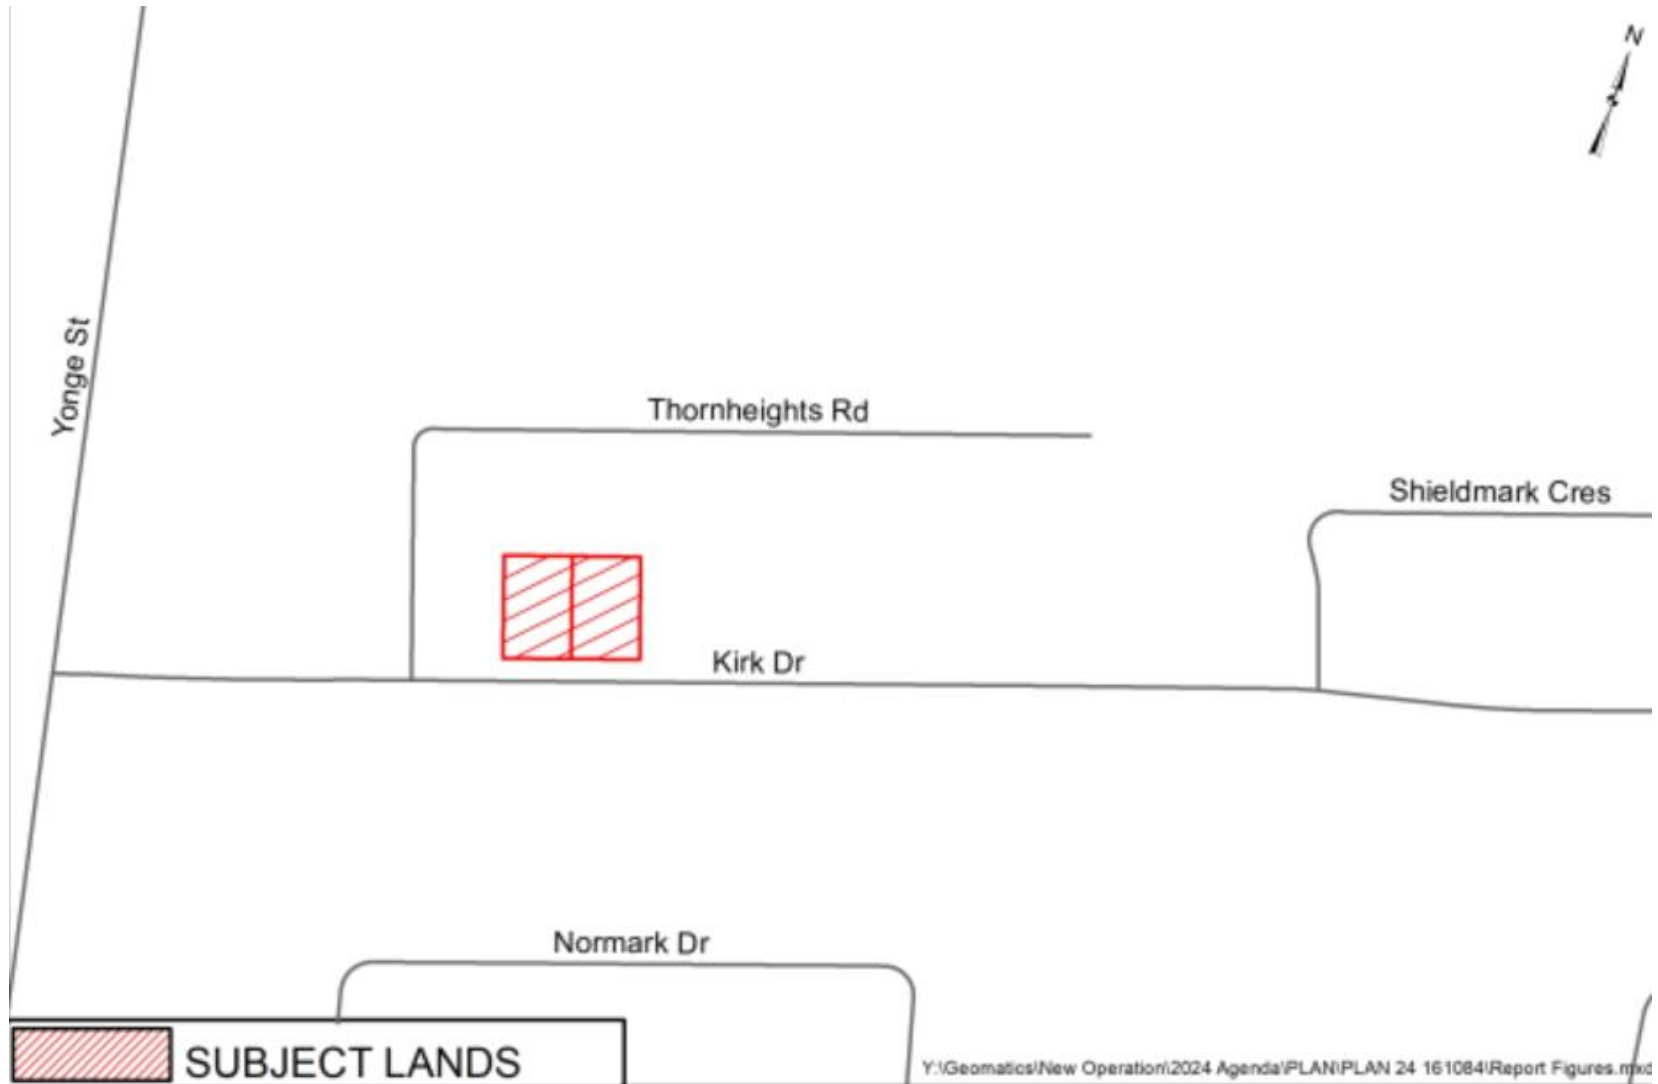 N
Yonge St
Thornheights Rd
Shieldmark Cres
Kirk Dr
Normark Dr
SUBJECT LANDS
Y:\Geomatics\New Operation\2024 Agenda\PLAN\PLAN 24 161084\Report Figures.mxd